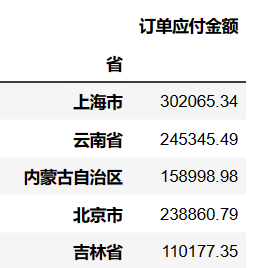 订单应付金额
省
上海市 302065.34
云南省 245345.49
内蒙古自治区 158998.98
北京市 238860.79
吉林省 110177.35